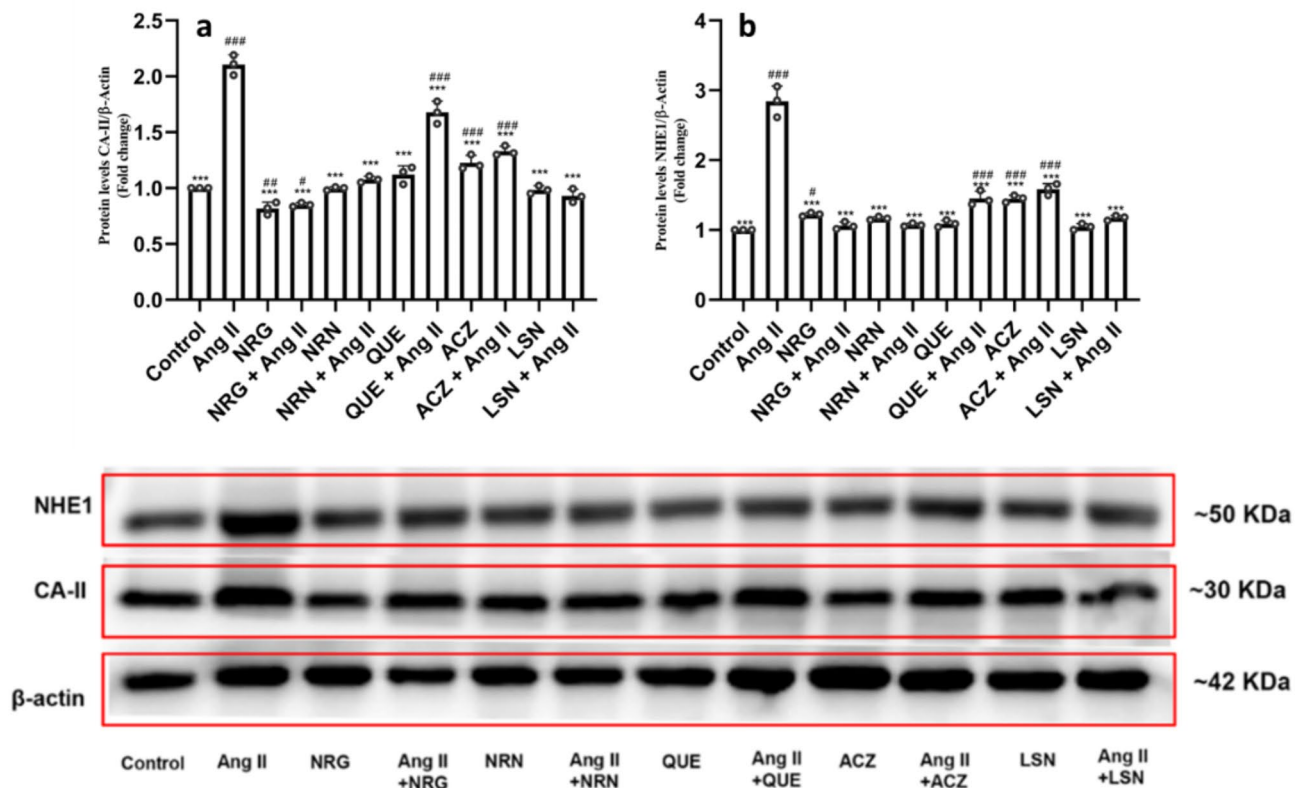 a
Protein levels CA-II/β-Actin
(Fold change)
2.5
2.0
1.5
1.0
0.5
0.0
***
###
##
***
#
***
***
***
***
###
***
###
***
###
***
***
***
Control
Ang II
NRG
NRG + Ang II
NRN
NRN + Ang II
QUE
QUE + Ang II
ACZ
ACZ + Ang II
LSN
LSN + Ang II
b
Protein levels NHE1/β-Actin
(Fold change)
4
3
2
1
0
***
###
#
***
***
***
***
***
###
***
###
***
###
***
***
***
Control
Ang II
NRG
NRG + Ang II
NRN
NRN + Ang II
QUE
QUE + Ang II
ACZ
ACZ + Ang II
LSN
LSN + Ang II
NHE1
~50 KDa
CA-II
~30 KDa
β-actin
~42 KDa
Control
Ang II
NRG
Ang II
+NRG
NRN
Ang II
+NRN
QUE
Ang II
+QUE
ACZ
Ang II
+ACZ
LSN
Ang II
+LSN